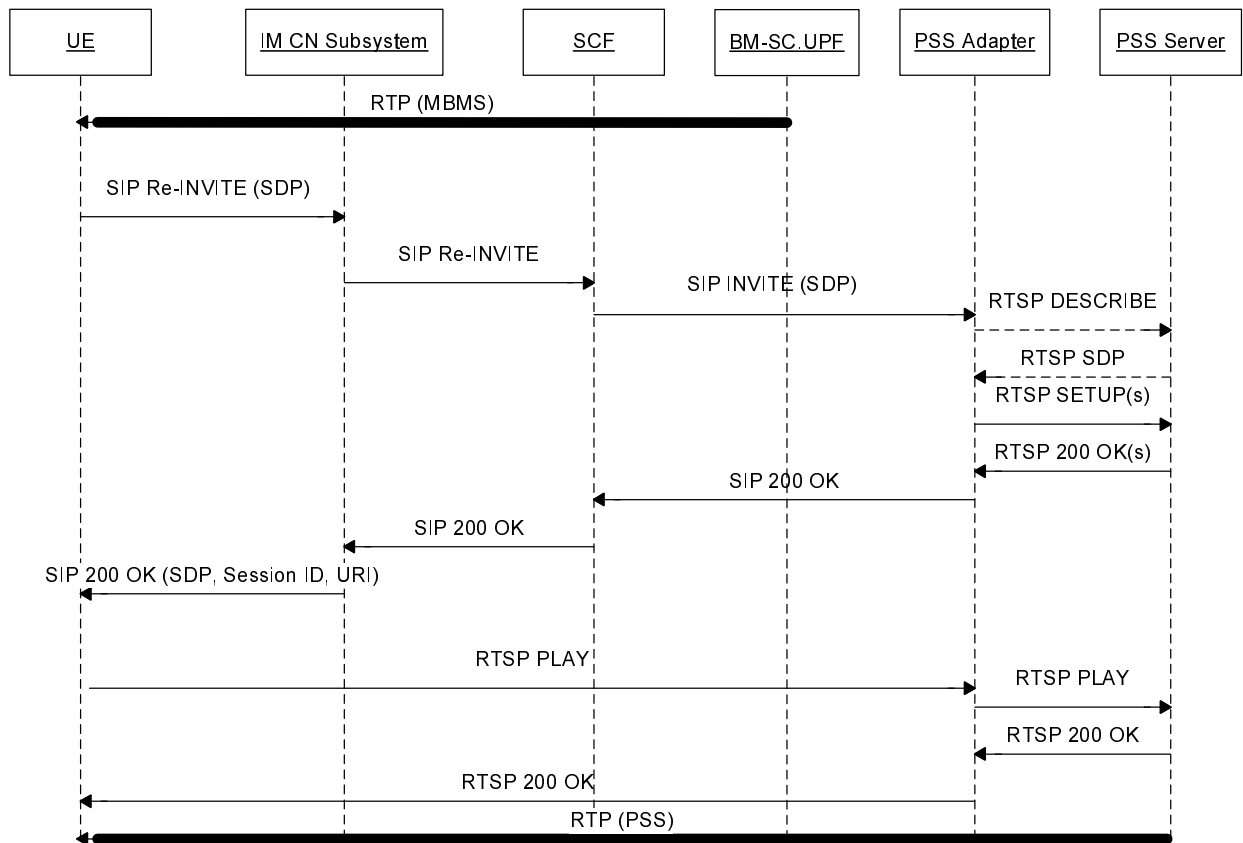 UE
IM CN Subsystem
SCF
BM-SC.UPF
PSS Adapter
PSS Server
RTP (MBMS)
SIP Re-INVITE (SDP)
SIP Re-INVITE
SIP INVITE (SDP)
RTSP DESCRIBE
RTSP SDP
RTSP SETUP(s)
RTSP 200 OK(s)
SIP 200 OK
SIP 200 OK
SIP 200 OK (SDP, Session ID, URI)
RTSP PLAY
RTSP PLAY
RTSP 200 OK
RTSP 200 OK
RTP (PSS)